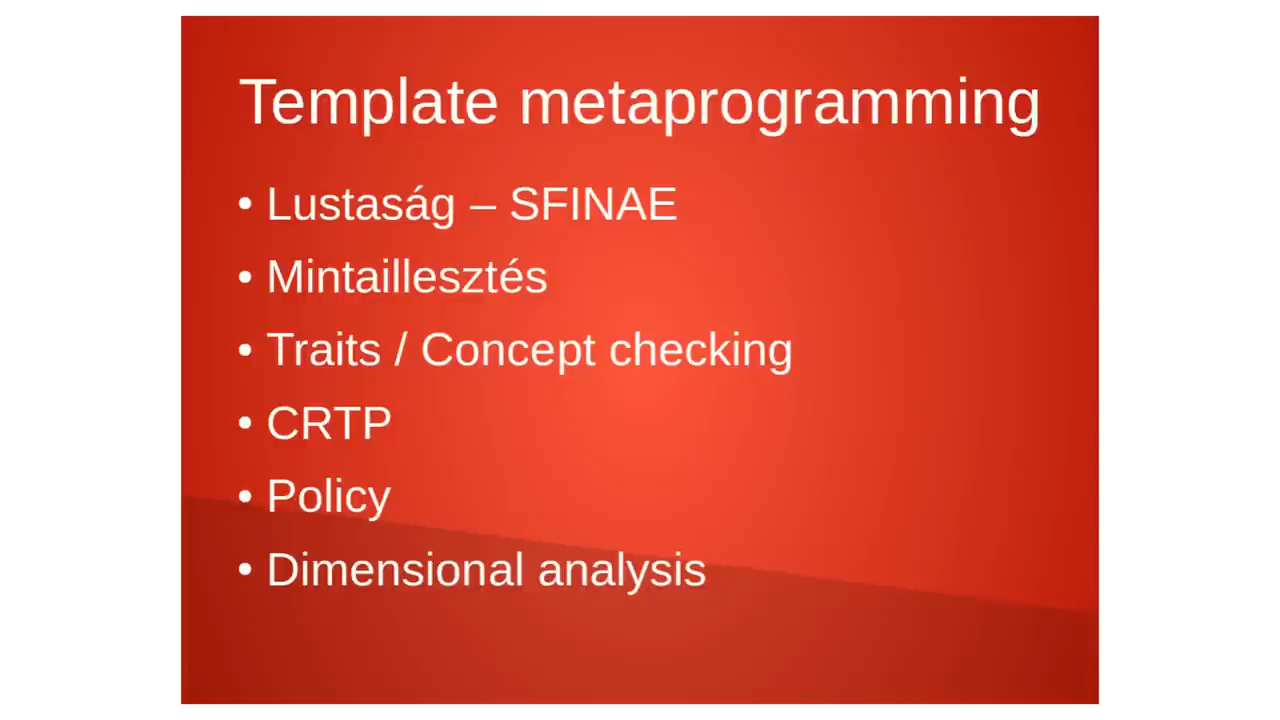 Template metaprogramming
• Lustaság – SFINAE
• Mintaillesztés
• Traits / Concept checking
• CRTP
• Policy
• Dimensional analysis